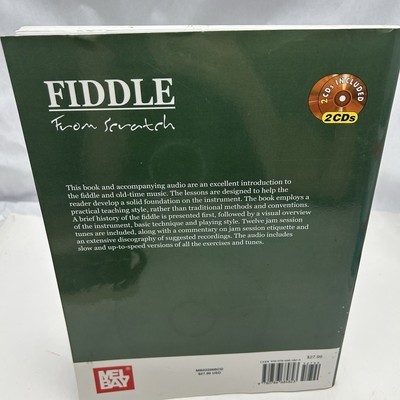 FIDDLE
From Scratch
2 CDs INCLUDED
2CDs
This book and accompanying audio are an excellent introduction to
the fiddle and old-time music. The lessons are designed to help the
reader develop a solid foundation on the instrument. The book employs a
practical teaching style, rather than traditional methods and conventions.
A brief history of the fiddle is presented first, followed by a visual overview
of the instrument, basic technique and playing style. Twelve jam session
tunes are included, along with a commentary on jam session etiquette and
an extensive discography of suggested recordings. The audio includes
slow and up-to-speed versions of all the exercises and tunes.
MEL
BAY